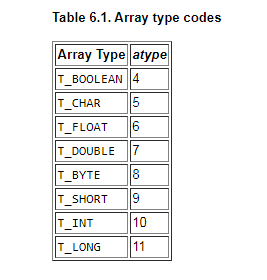 Table 6.1. Array type codes
Array Type atype
T_BOOLEAN 4
T_CHAR 5
T_FLOAT 6
T_DOUBLE 7
T_BYTE 8
T_SHORT 9
T_INT 10
T_LONG 11